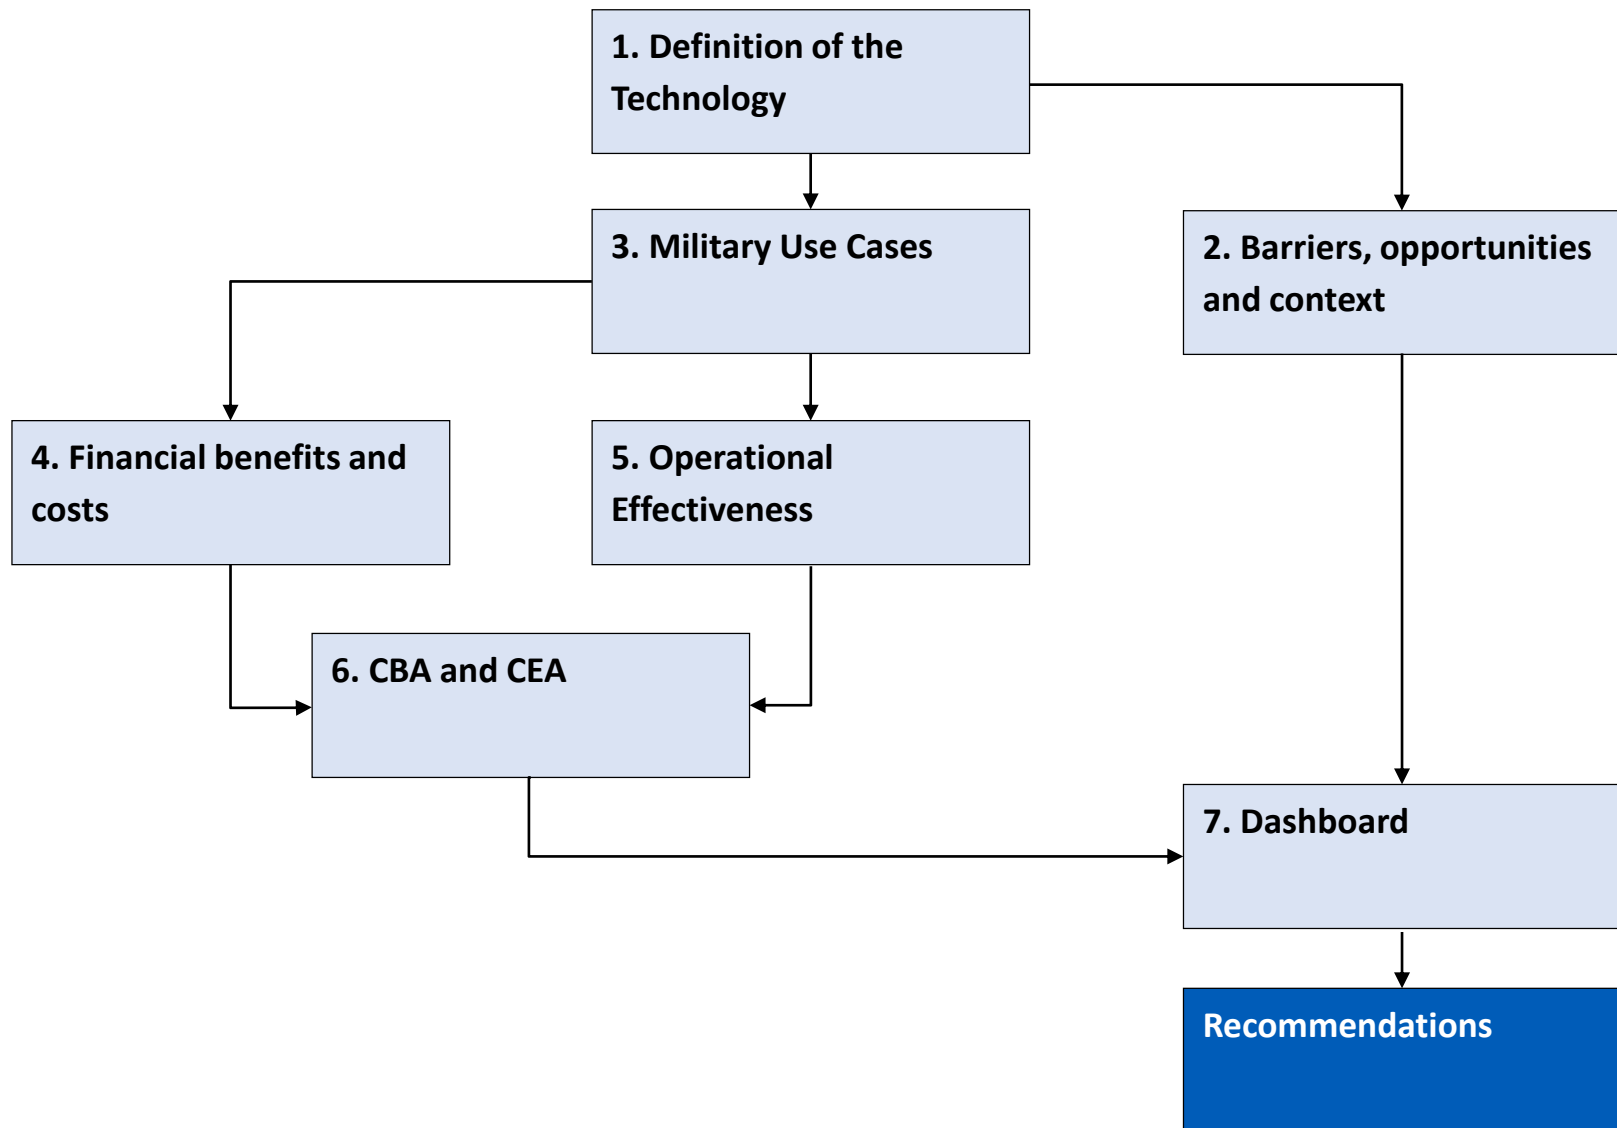 1. Definition of the
Technology
3. Military Use Cases
2. Barriers, opportunities
and context
4. Financial benefits and
costs
5. Operational
Effectiveness
6. CBA and CEA
7. Dashboard
Recommendations